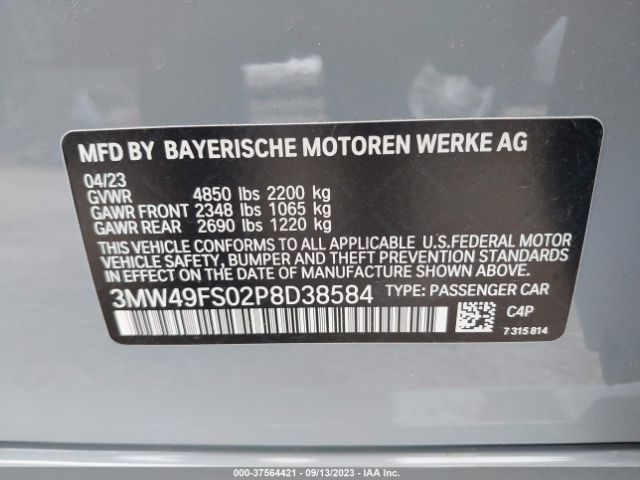 MFD BY BAYERISCHE MOTOREN WERKE AG
04/23
GVWR 4850 lbs 2200 kg
GAWR FRONT 2348 lbs 1065 kg
GAWR REAR 2690 lbs 1220 kg
THIS VEHICLE CONFORMS TO ALL APPLICABLE U.S.FEDERAL MOTOR
VEHICLE SAFETY, BUMPER AND THEFT PREVENTION STANDARDS
IN EFFECT ON THE DATE OF MANUFACTURE SHOWN ABOVE.
3MW49FS02P8D38584 TYPE: PASSENGER CAR
C4P
7 315 814
000-37564421 - 09/13/2023 - IAA Inc.